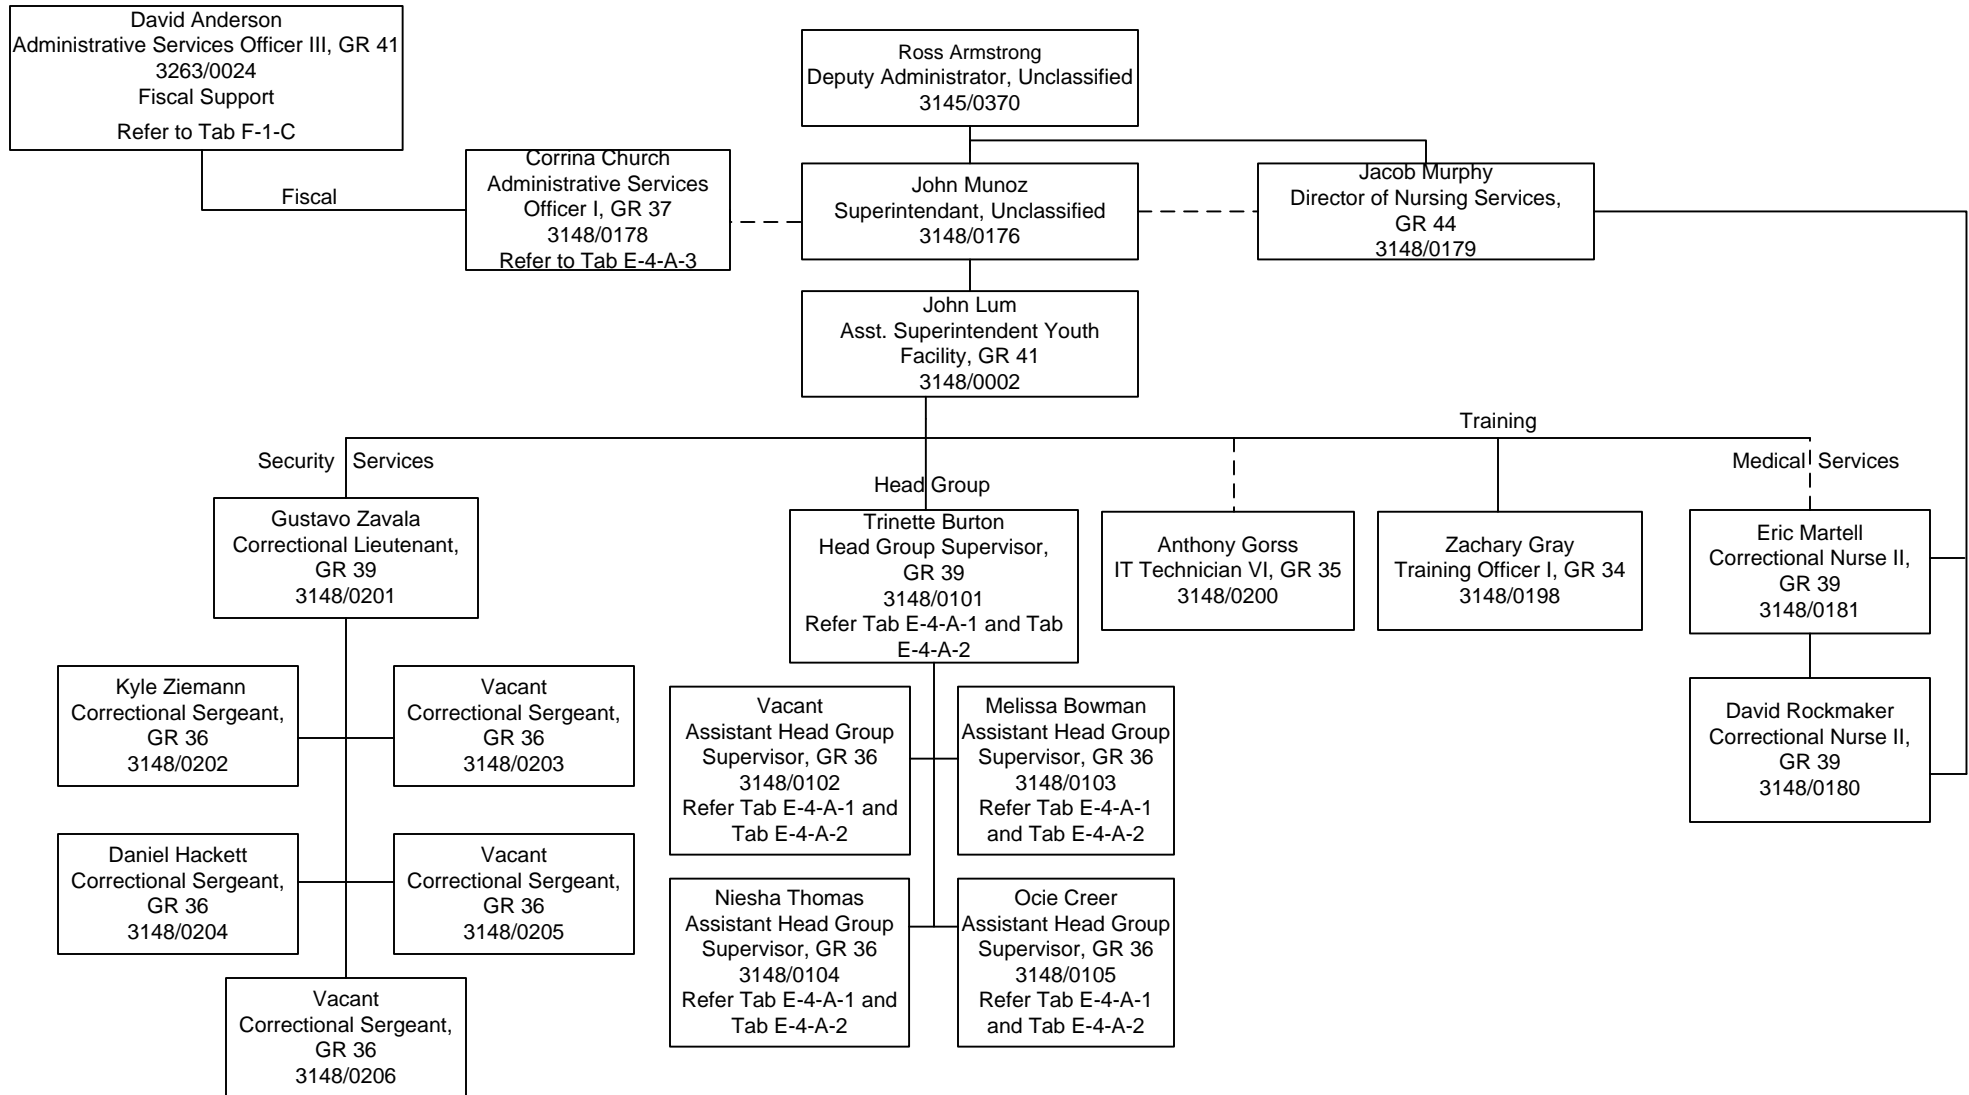 David Anderson
Administrative Services Officer III, GR 41
3263/0024
Fiscal Support
Refer to Tab F-1-C
Ross Armstrong
Deputy Administrator, Unclassified
3145/0370
Fiscal
Corrina Church
Administrative Services
Officer I, GR 37
3148/0178
Refer to Tab E-4-A-3
John Munoz
Superintendant, Unclassified
3148/0176
Jacob Murphy
Director of Nursing Services,
GR 44
3148/0179
John Lum
Asst. Superintendent Youth
Facility, GR 41
3148/0002
Training
Security Services
Head Group
Medical Services
Gustavo Zavala
Correctional Lieutenant,
GR 39
3148/0201
Trinette Burton
Head Group Supervisor,
GR 39
3148/0101
Refer Tab E-4-A-1 and Tab
E-4-A-2
Anthony Gorss
IT Technician VI, GR 35
3148/0200
Zachary Gray
Training Officer I, GR 34
3148/0198
Eric Martell
Correctional Nurse II,
GR 39
3148/0181
Kyle Ziemann
Correctional Sergeant,
GR 36
3148/0202
Vacant
Correctional Sergeant,
GR 36
3148/0203
Vacant
Assistant Head Group
Supervisor, GR 36
3148/0102
Refer Tab E-4-A-1 and
Tab E-4-A-2
Melissa Bowman
Assistant Head Group
Supervisor, GR 36
3148/0103
Refer Tab E-4-A-1
and Tab E-4-A-2
David Rockmaker
Correctional Nurse II,
GR 39
3148/0180
Daniel Hackett
Correctional Sergeant,
GR 36
3148/0204
Vacant
Correctional Sergeant,
GR 36
3148/0205
Niesha Thomas
Assistant Head Group
Supervisor, GR 36
3148/0104
Refer Tab E-4-A-1 and
Tab E-4-A-2
Ocie Creer
Assistant Head Group
Supervisor, GR 36
3148/0105
Refer Tab E-4-A-1
and Tab E-4-A-2
Vacant
Correctional Sergeant,
GR 36
3148/0206